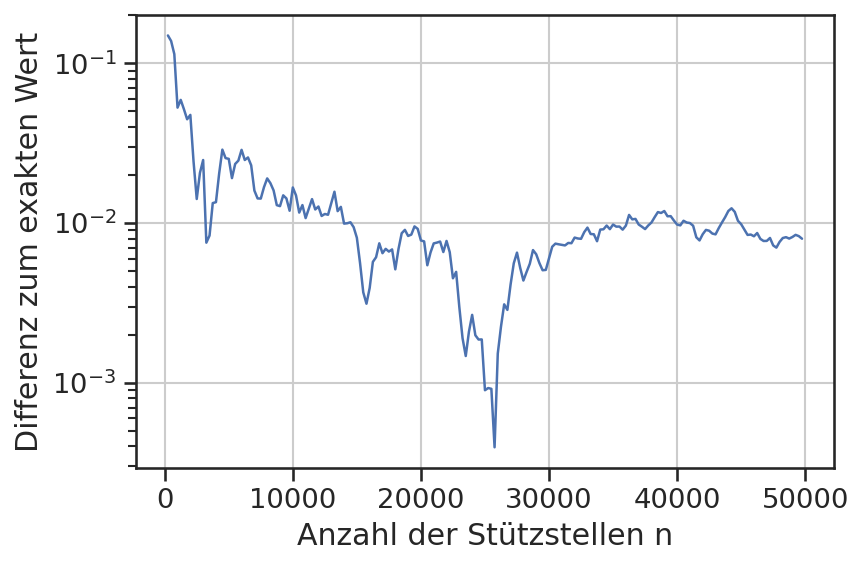 Differenz zum exakten Wert
10⁻¹
10⁻²
10⁻³
0 10000 20000 30000 40000 50000
Anzahl der Stützstellen n